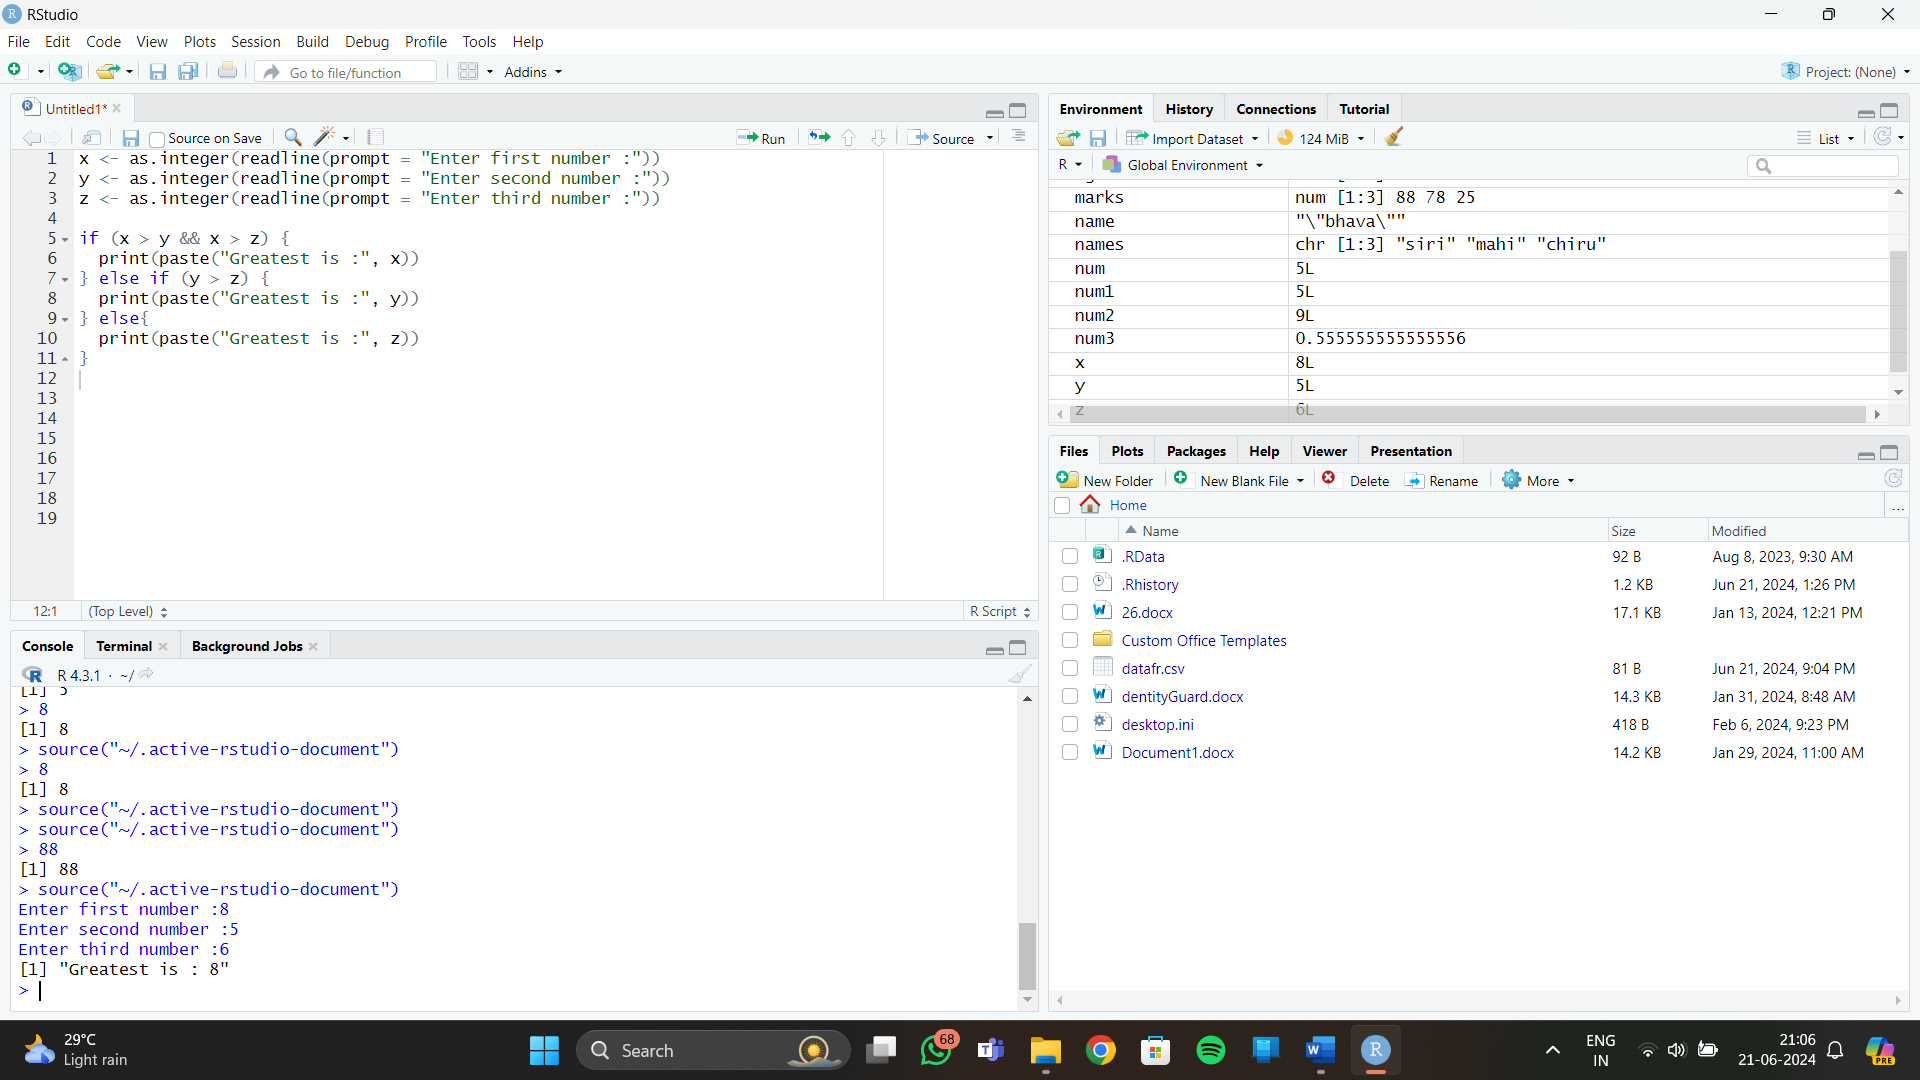 RStudio
File Edit Code View Plots Session Build Debug Profile Tools Help
Go to file/function Addins Project: (None)
Untitled1*
Source on Save Run Source
1 x <- as.integer(readline(prompt = "Enter first number :"))
2 y <- as.integer(readline(prompt = "Enter second number :"))
3 z <- as.integer(readline(prompt = "Enter third number :"))
4
5 if (x > y && x > z) {
6 print(paste("Greatest is :", x))
7 } else if (y > z) {
8 print(paste("Greatest is :", y))
9 } else{
10 print(paste("Greatest is :", z))
11 }
12
13
14
15
16
17
18
19
12:1 (Top Level) R Script
Console Terminal Background Jobs
R 4.3.1 · ~/
[1] 5
> 8
[1] 8
> source("~/.active-rstudio-document")
> 8
[1] 8
> source("~/.active-rstudio-document")
> source("~/.active-rstudio-document")
> 88
[1] 88
> source("~/.active-rstudio-document")
Enter first number :8
Enter second number :5
Enter third number :6
[1] "Greatest is : 8"
>
Environment History Connections Tutorial
Import Dataset 124 MiB List
R Global Environment
marks num [1:3] 88 78 25
name "\"bhava\""
names chr [1:3] "siri" "mahi" "chiru"
num 5L
num1 5L
num2 9L
num3 0.555555555555556
x 8L
y 5L
z 6L
Files Plots Packages Help Viewer Presentation
New Folder New Blank File Delete Rename More
Home ...
Name Size Modified
.RData 92 B Aug 8, 2023, 9:30 AM
.Rhistory 1.2 KB Jun 21, 2024, 1:26 PM
26.docx 17.1 KB Jan 13, 2024, 12:21 PM
Custom Office Templates
datafr.csv 81 B Jun 21, 2024, 9:04 PM
dentityGuard.docx 14.3 KB Jan 31, 2024, 8:48 AM
desktop.ini 418 B Feb 6, 2024, 9:23 PM
Document1.docx 14.2 KB Jan 29, 2024, 11:00 AM
29°C
Light rain
Search
68
ENG
IN
21:06
21-06-2024
PRE